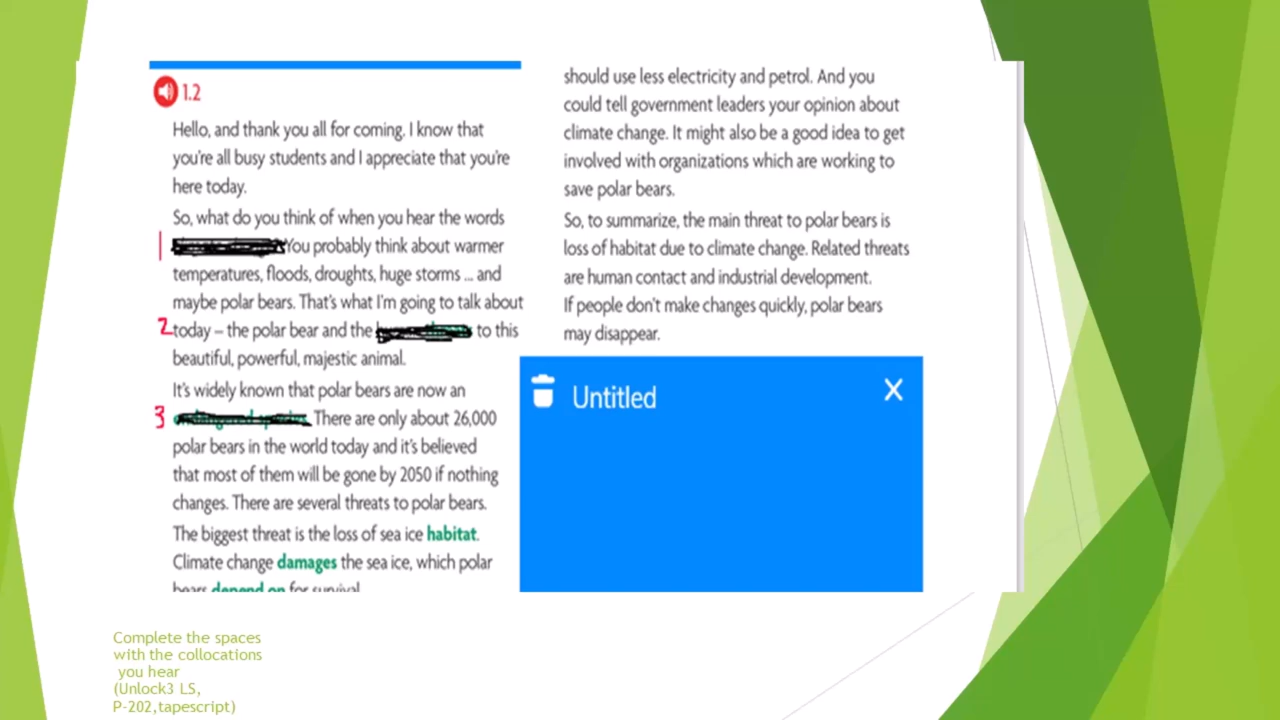 1.2
Hello, and thank you all for coming. I know that
you're all busy students and I appreciate that you're
here today.
So, what do you think of when you hear the words
1 You probably think about warmer
temperatures, floods, droughts, huge storms ... and
maybe polar bears. That's what I'm going to talk about
2 today – the polar bear and the to this
beautiful, powerful, majestic animal.
It's widely known that polar bears are now an
3 There are only about 26,000
polar bears in the world today and it's believed
that most of them will be gone by 2050 if nothing
changes. There are several threats to polar bears.
The biggest threat is the loss of sea ice habitat.
Climate change damages the sea ice, which polar
bears depend on for survival
should use less electricity and petrol. And you
could tell government leaders your opinion about
climate change. It might also be a good idea to get
involved with organizations which are working to
save polar bears.
So, to summarize, the main threat to polar bears is
loss of habitat due to climate change. Related threats
are human contact and industrial development.
If people don't make changes quickly, polar bears
may disappear.
Untitled
Complete the spaces
with the collocations
you hear
(Unlock3 LS,
P-202,tapescript)